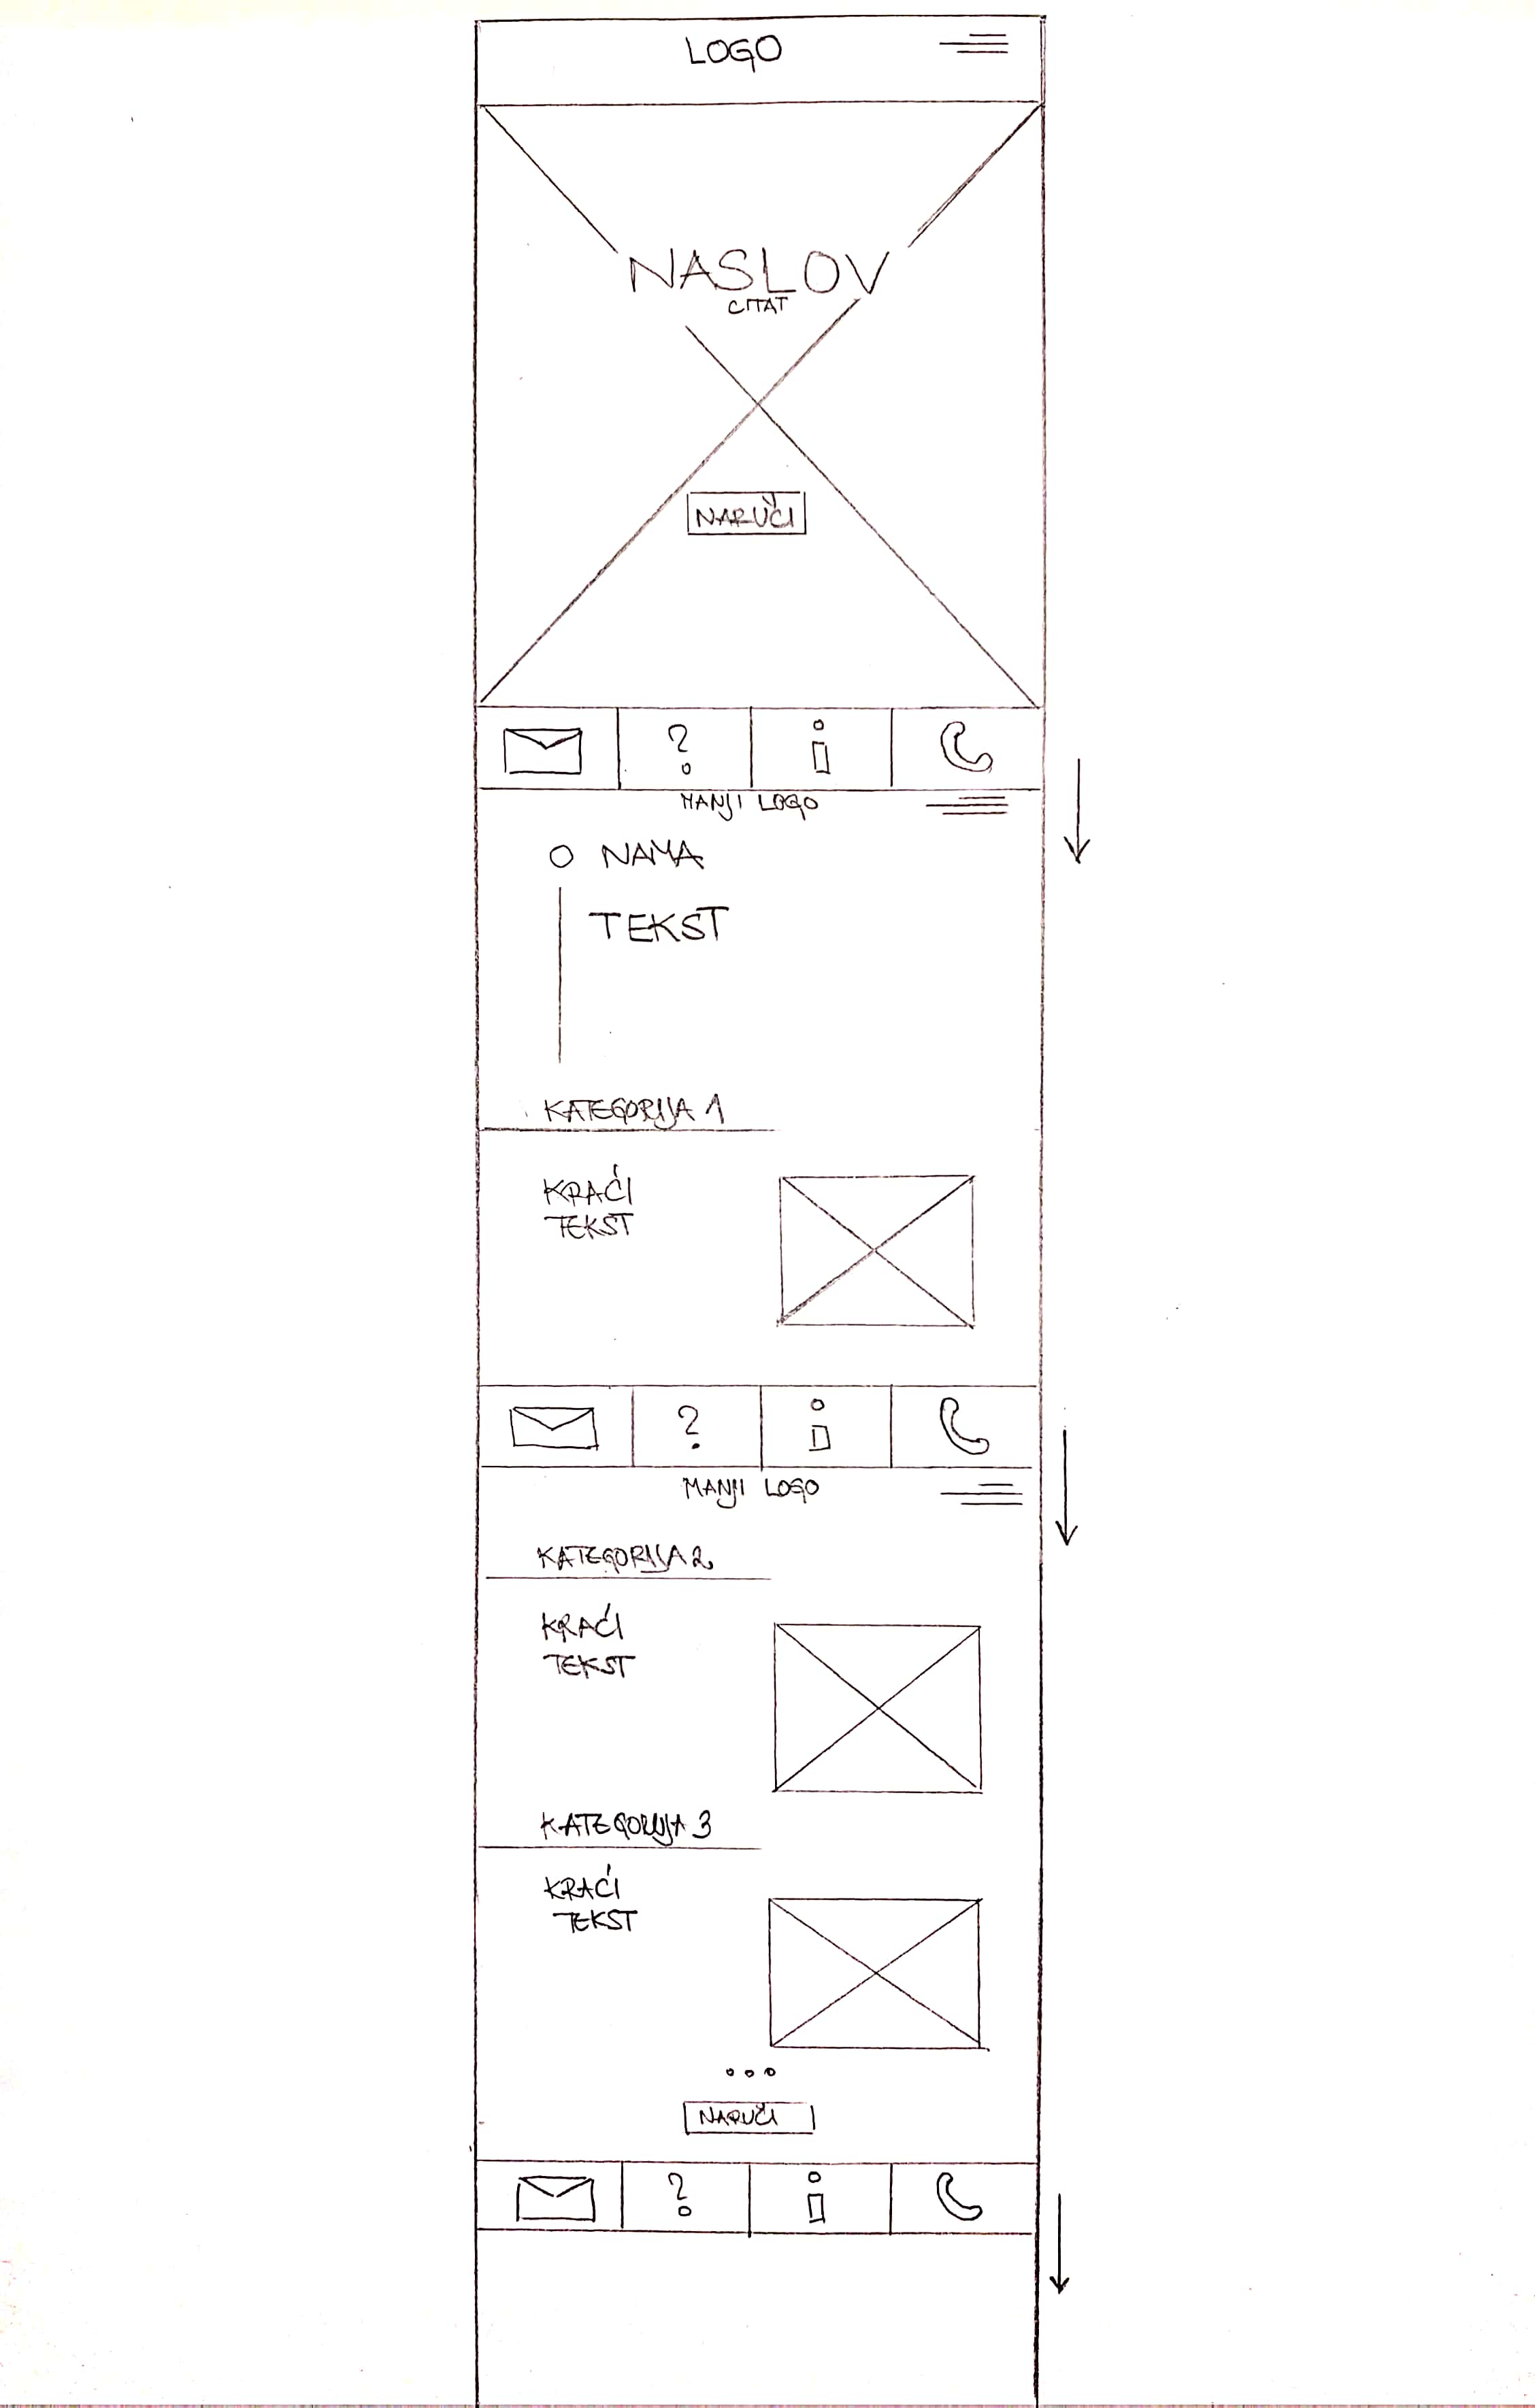 LOGO
NASLOV
CITAT
NARUČI
?
MANJI LOGO
O NAMA
TEKST
KATEGORIJA 1
KRAĆI
TEKST
?
MANJI LOGO
KATEGORIJA 2
KRAĆI
TEKST
KATEGORIJA 3
KRAĆI
TEKST
...
NARUČI
?